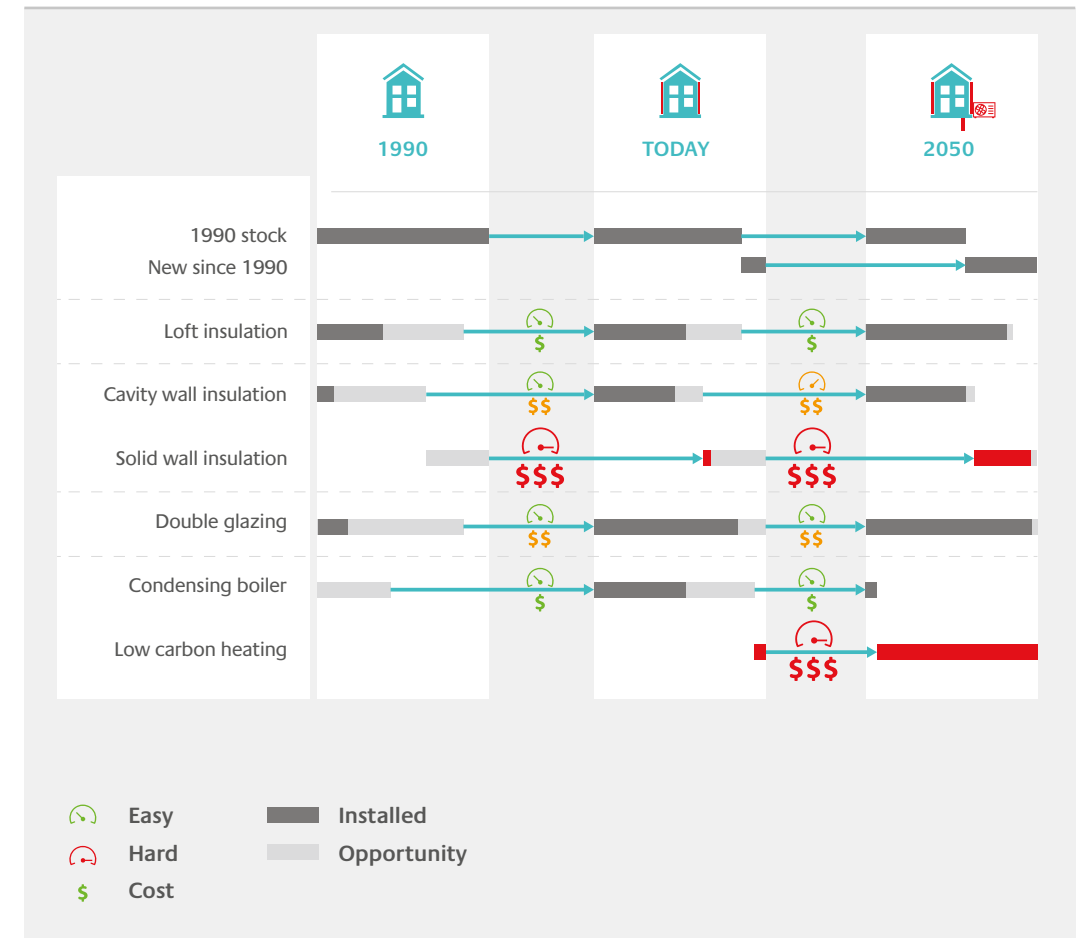 1990 TODAY 2050
1990 stock
New since 1990
Loft insulation
$ $
Cavity wall insulation
$$ $$
Solid wall insulation
$$$ $$$
Double glazing
$$ $$
Condensing boiler
$ $
Low carbon heating
$$$
Easy Installed
Hard Opportunity
$ Cost